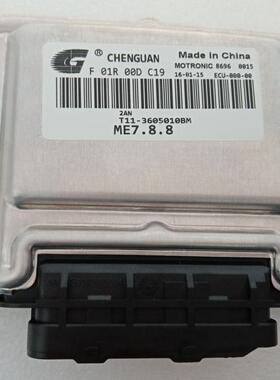 CHENGUAN Made in China
F 01R 00D C19 MOTRONIC 8696 0015
16-01-15 ECU-000-00
2AN
T11-3605010BM
ME7.8.8